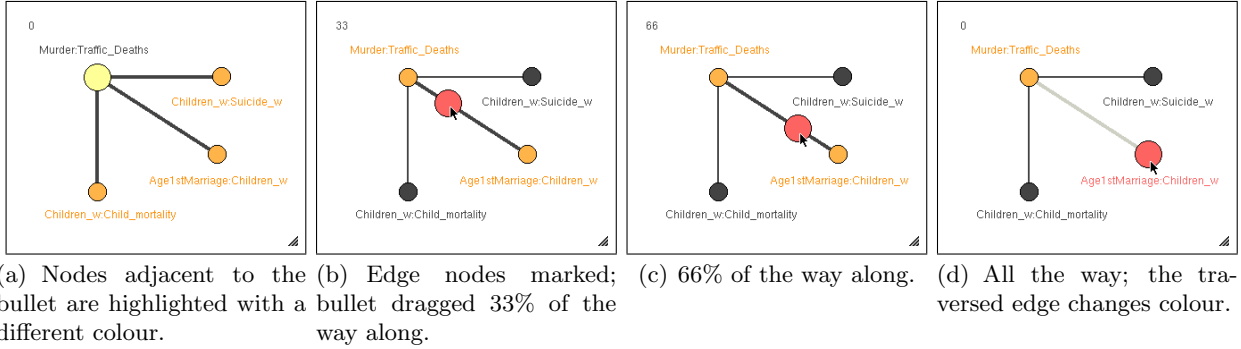 0
Murder:Traffic_Deaths
Children_w:Suicide_w
Age1stMarriage:Children_w
Children_w:Child_mortality
33
Murder:Traffic_Deaths
Children_w:Suicide_w
Age1stMarriage:Children_w
Children_w:Child_mortality
66
Murder:Traffic_Deaths
Children_w:Suicide_w
Age1stMarriage:Children_w
Children_w:Child_mortality
0
Murder:Traffic_Deaths
Children_w:Suicide_w
Age1stMarriage:Children_w
Children_w:Child_mortality
(a) Nodes adjacent to the
bullet are highlighted with a
different colour.
(b) Edge nodes marked;
bullet dragged 33% of the
way along.
(c) 66% of the way along.
(d) All the way; the tra-
versed edge changes colour.